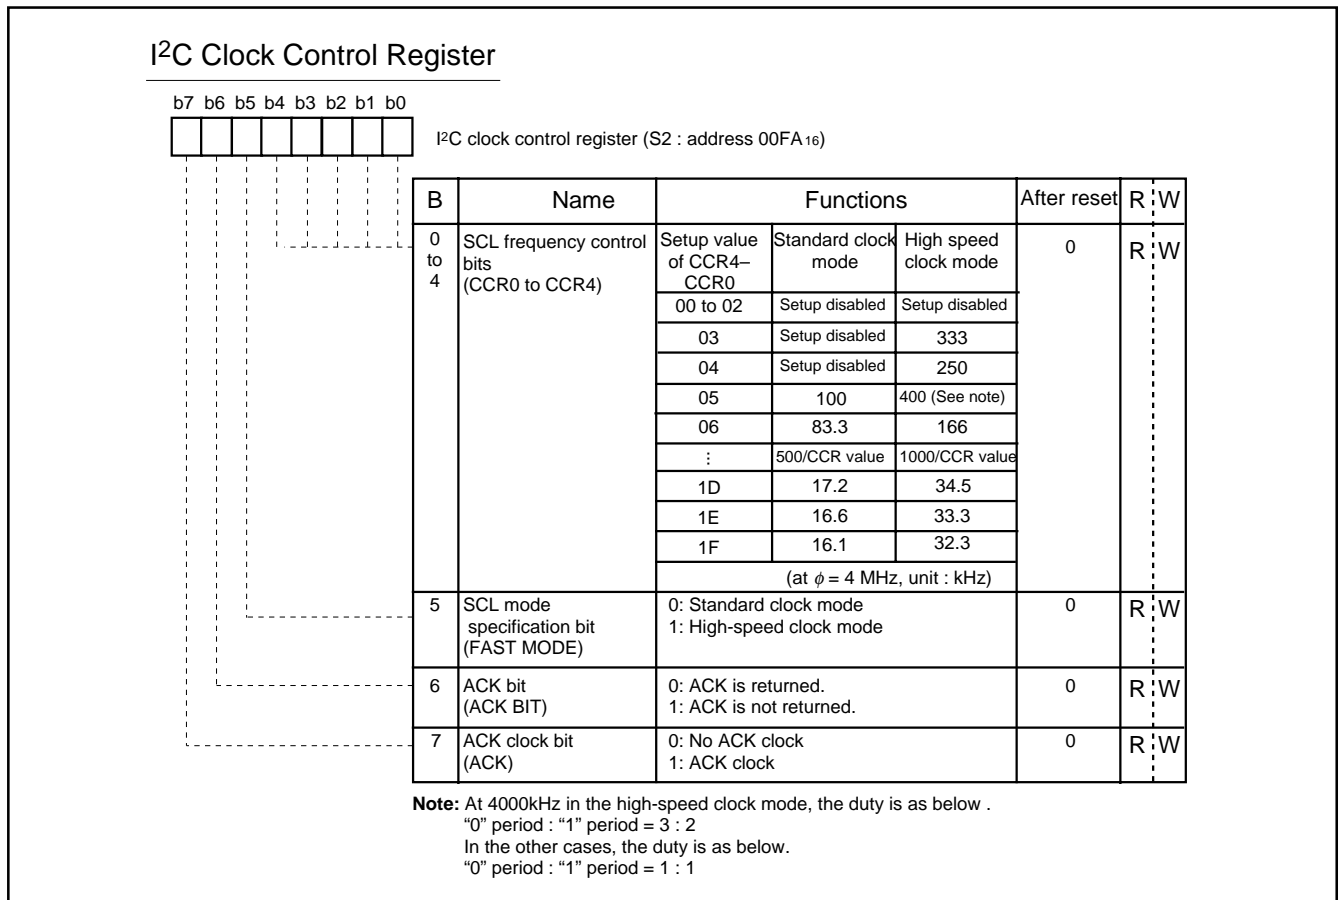 I2C Clock Control Register
b7 b6 b5 b4 b3 b2 b1 b0
I2C clock control register (S2 : address 00FA16)
B Name Functions After reset R W
0 to 4 SCL frequency control bits (CCR0 to CCR4) 0 R W
Setup value of CCR4–CCR0 Standard clock mode High speed clock mode
00 to 02 Setup disabled Setup disabled
03 Setup disabled 333
04 Setup disabled 250
05 100 400 (See note)
06 83.3 166
⋮ 500/CCR value 1000/CCR value
1D 17.2 34.5
1E 16.6 33.3
1F 16.1 32.3
(at ϕ = 4 MHz, unit : kHz)
5 SCL mode specification bit (FAST MODE) 0: Standard clock mode 0 R W
1: High-speed clock mode
6 ACK bit (ACK BIT) 0: ACK is returned. 0 R W
1: ACK is not returned.
7 ACK clock bit (ACK) 0: No ACK clock 0 R W
1: ACK clock
Note: At 4000kHz in the high-speed clock mode, the duty is as below .
“0” period : “1” period = 3 : 2
In the other cases, the duty is as below.
“0” period : “1” period = 1 : 1